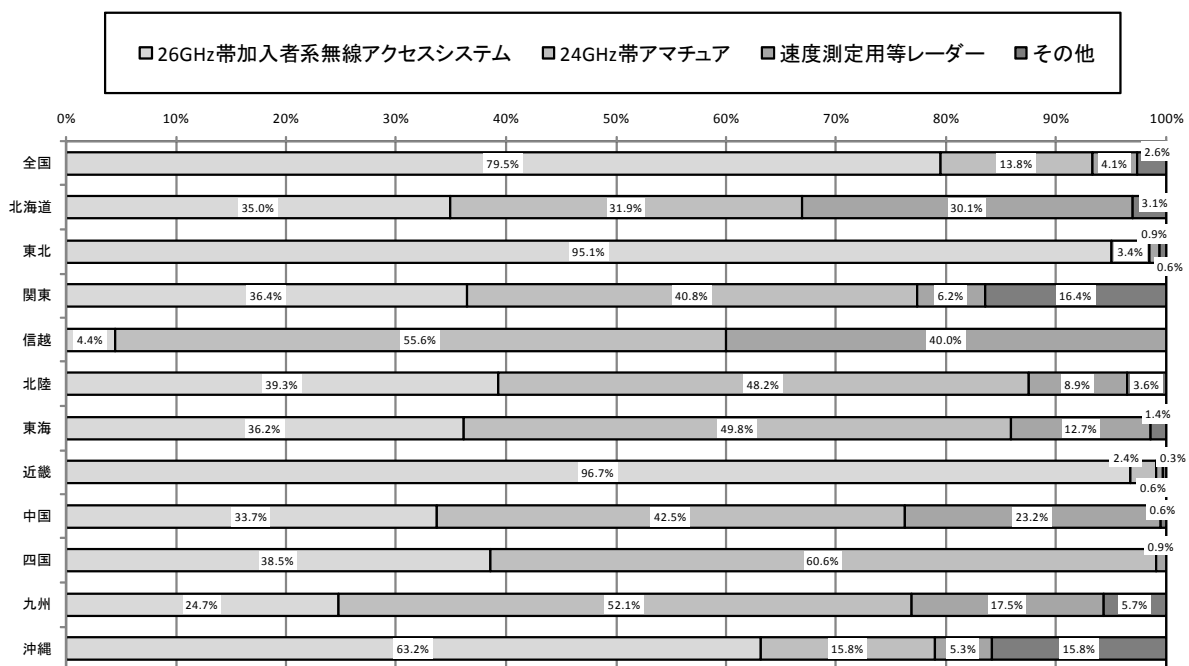 26GHz帯加入者系無線アクセスシステム 24GHz帯アマチュア 速度測定用等レーダー その他
0% 10% 20% 30% 40% 50% 60% 70% 80% 90% 100%
全国 79.5% 13.8% 4.1% 2.6%
北海道 35.0% 31.9% 30.1% 3.1%
東北 95.1% 3.4% 0.9% 0.6%
関東 36.4% 40.8% 6.2% 16.4%
信越 4.4% 55.6% 40.0%
北陸 39.3% 48.2% 8.9% 3.6%
東海 36.2% 49.8% 12.7% 1.4%
近畿 96.7% 2.4% 0.6% 0.3%
中国 33.7% 42.5% 23.2% 0.6%
四国 38.5% 60.6% 0.9%
九州 24.7% 52.1% 17.5% 5.7%
沖縄 63.2% 15.8% 5.3% 15.8%